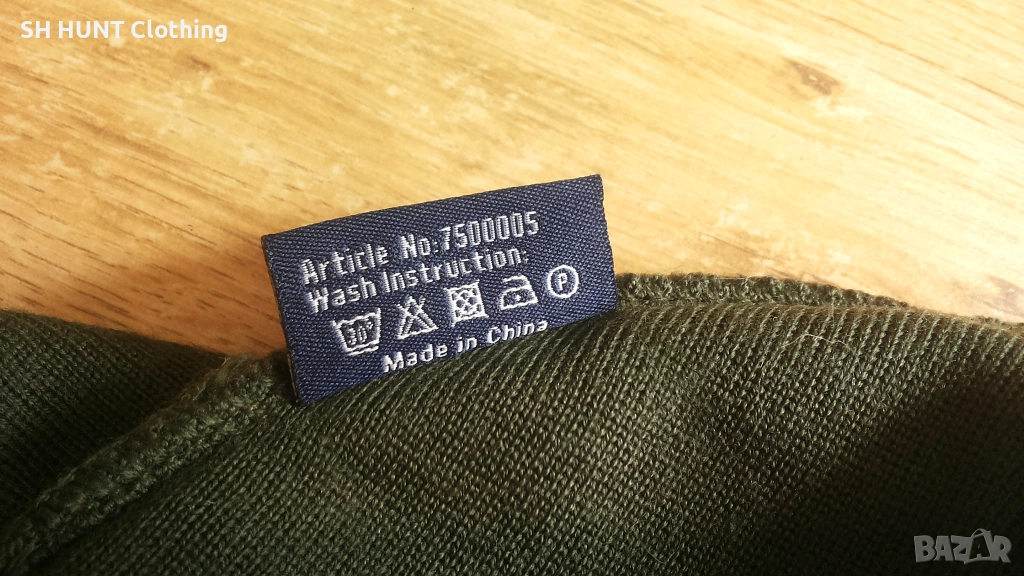 SH HUNT Clothing
Article No:7500005
Wash Instruction:
30°
P
Made in China
BAZAR